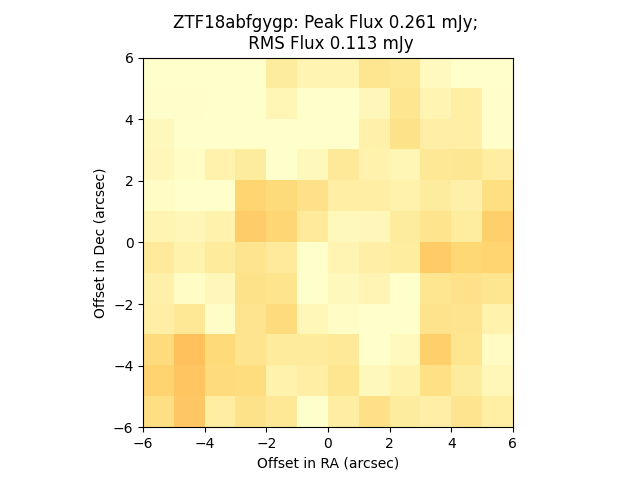 ZTF18abfgygp: Peak Flux 0.261 mJy;
RMS Flux 0.113 mJy
6
4
2
0
−2
−4
−6
Offset in Dec (arcsec)
−6 −4 −2 0 2 4 6
Offset in RA (arcsec)